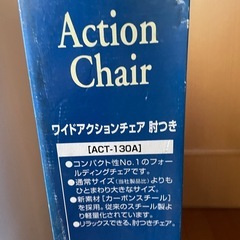 Action
Chair
ワイドアクションチェア 肘つき
[ACT-130A]
●コンパクト性No.1のフォー
ルディングチェアです。
●通常サイズ(当社製品比)より
もひとまわり大きなサイズ。
●新素材[カーボンスチール]
を採用。従来のスチール製よ
り軽量化されています。
●リラックスできる、肘つきチェア。